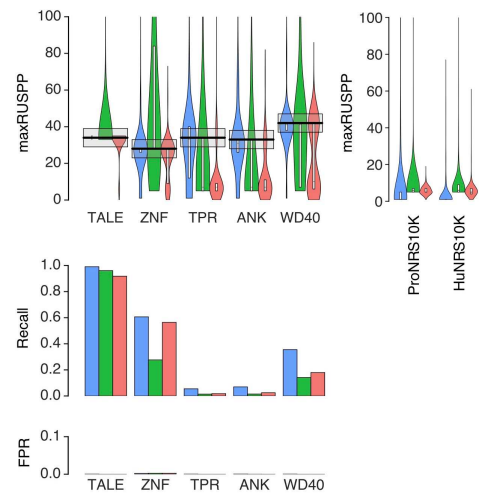 maxRUSPP
100
80
60
40
20
0
TALE ZNF TPR ANK WD40
maxRUSPP
100
80
60
40
20
0
ProNRS10K
HuNRS10K
Recall
1.0
0.8
0.6
0.4
0.2
0.0
FPR
0.1
0.0
TALE ZNF TPR ANK WD40